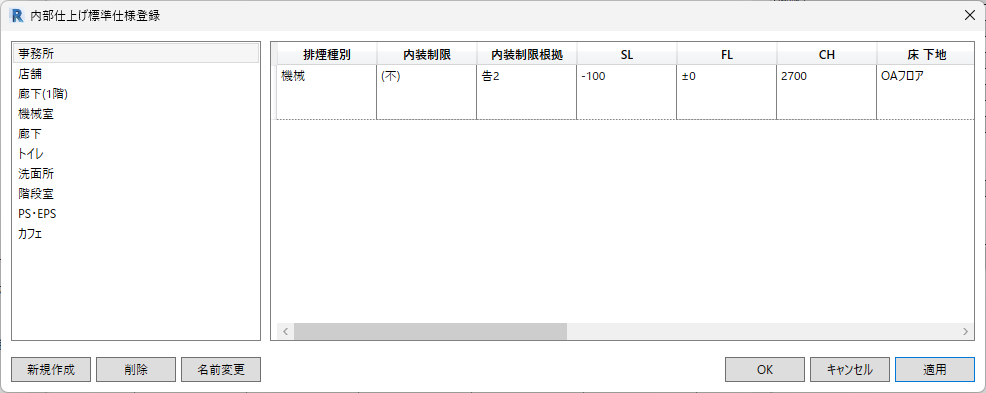 内部仕上げ標準仕様登録
事務所
店舗
廊下(1階)
機械室
廊下
トイレ
洗面所
階段室
PS・EPS
カフェ
排煙種別 内装制限 内装制限根拠 SL FL CH 床 下地
機械 (不) 告2 -100 ±0 2700 OAフロア
新規作成 削除 名前変更 OK キャンセル 適用